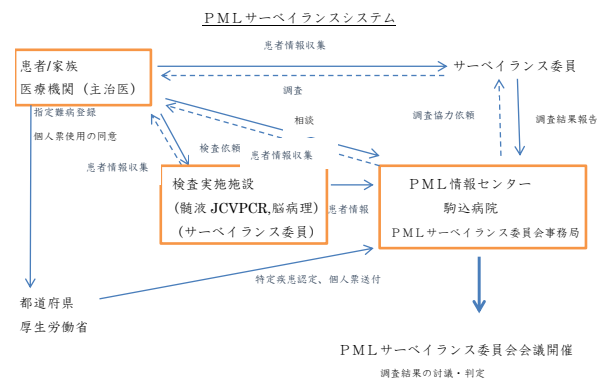 PMLサーベイランスシステム
患者情報収集
患者/家族
医療機関（主治医）
サーベイランス委員
調査
指定難病登録
個人票使用の同意
相談
調査協力依頼
調査結果報告
検査依頼
患者情報収集
患者情報収集
検査実施施設
（髄液 JCVPCR,脳病理）
（サーベイランス委員）
患者情報
PML情報センター
駒込病院
PMLサーベイランス委員会事務局
特定疾患認定、個人票送付
都道府県
厚生労働省
PMLサーベイランス委員会会議開催
調査結果の討議・判定